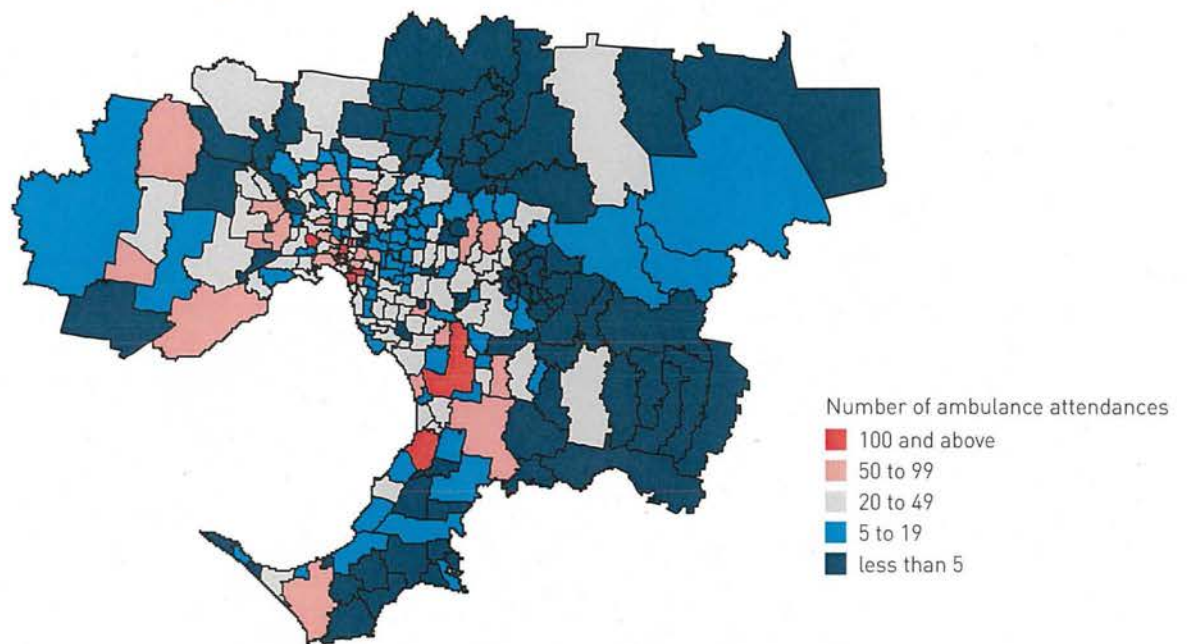 Number of ambulance attendances
100 and above
50 to 99
20 to 49
5 to 19
less than 5